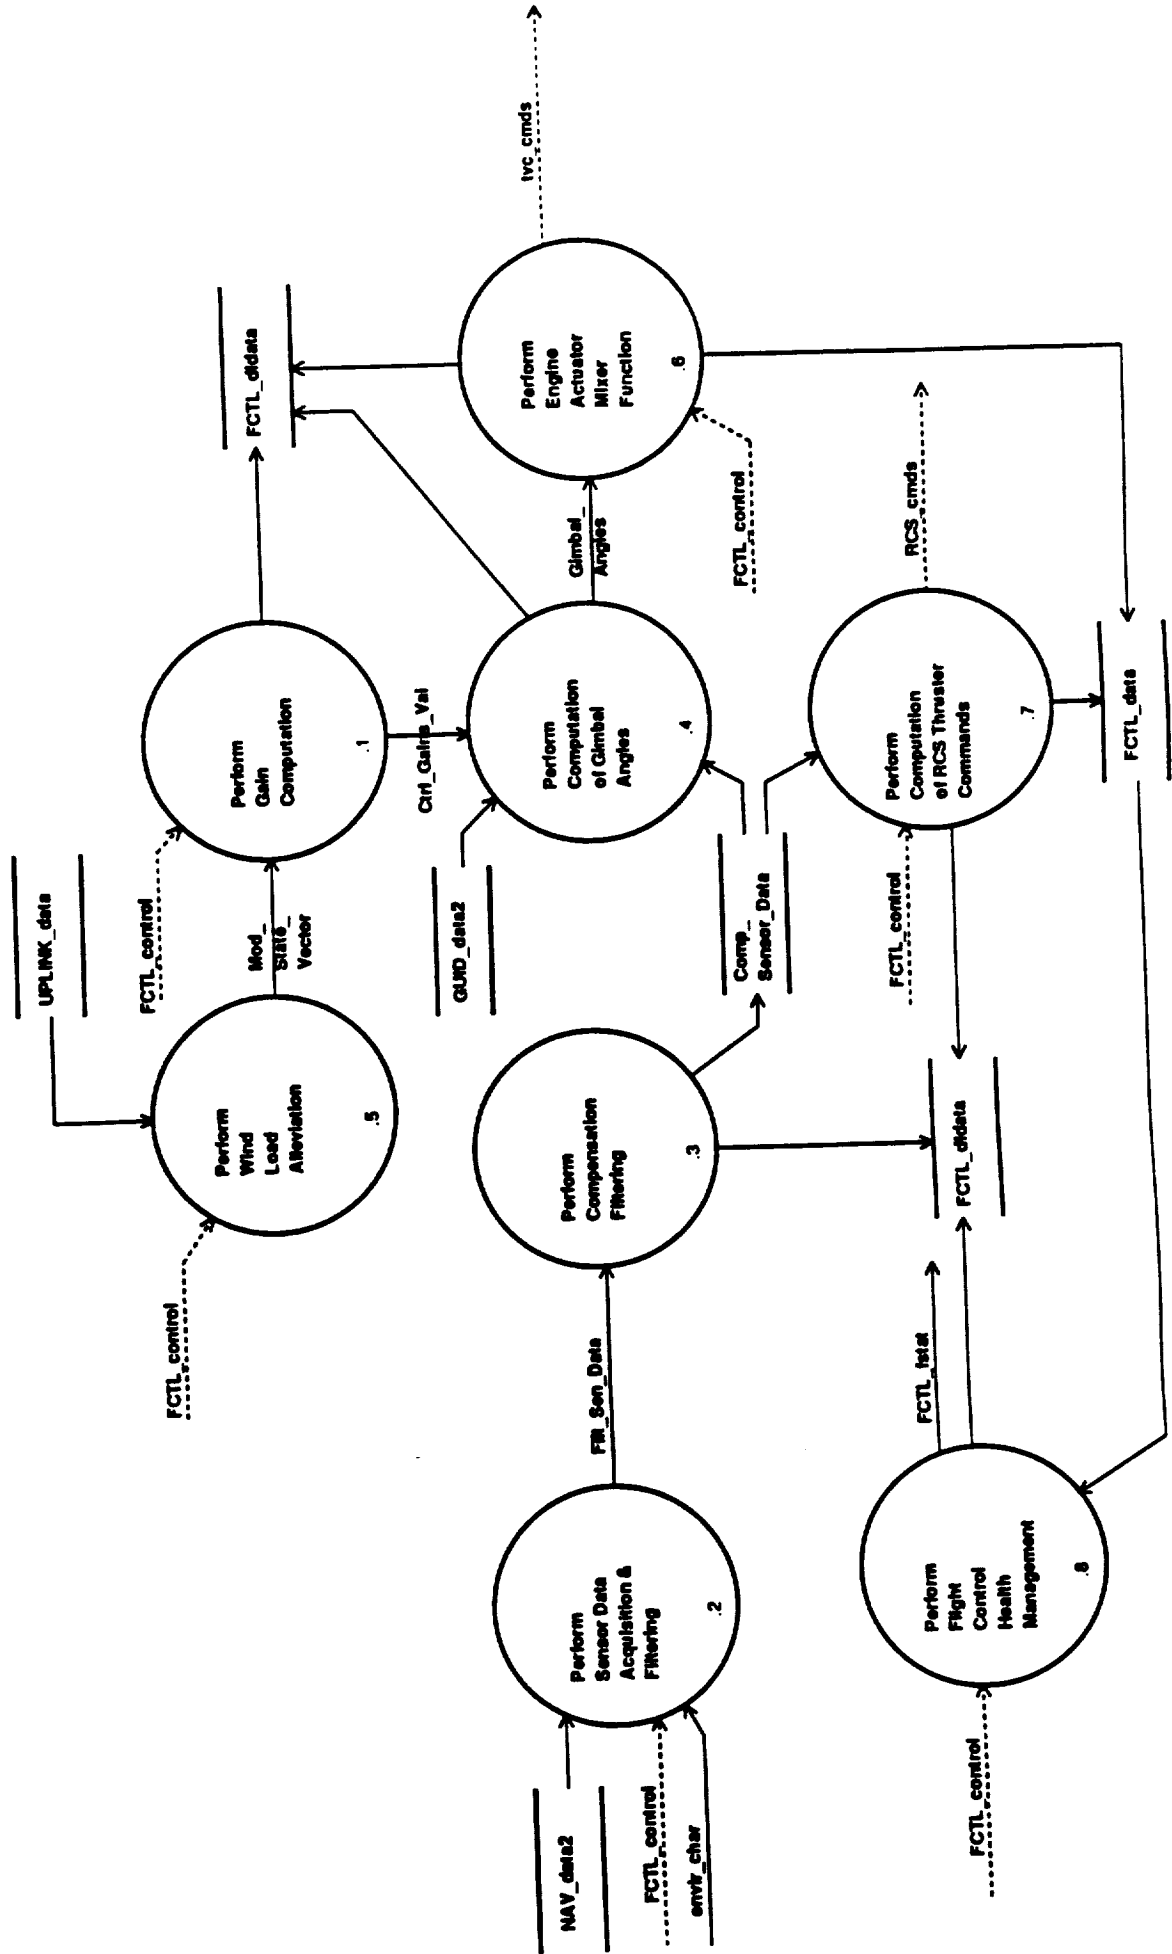 UPLINK_data
FCTL_control
Perform
Wind
Load
Alleviation
.5
Mod_
State_
Vector
FCTL_control
Perform
Gain
Computation
.1
FCTL_dldata
Ctrl_Gains_Val
GUID_data2
Perform
Computation
of Gimbal
Angles
.4
Gimbal_
Angles
Perform
Engine
Actuator
Mixer
Function
.6
tvc_cmds
FCTL_control
NAV_data2
FCTL_control
envir_char
Perform
Sensor Data
Acquisition &
Filtering
.2
Filt_Sen_Data
Perform
Compensation
Filtering
.3
Comp_
Sensor_Data
FCTL_control
Perform
Computation
of RCS Thruster
Commands
.7
RCS_cmds
FCTL_control
Perform
Flight
Control
Health
Management
.8
FCTL_fstat
FCTL_dldata
FCTL_data